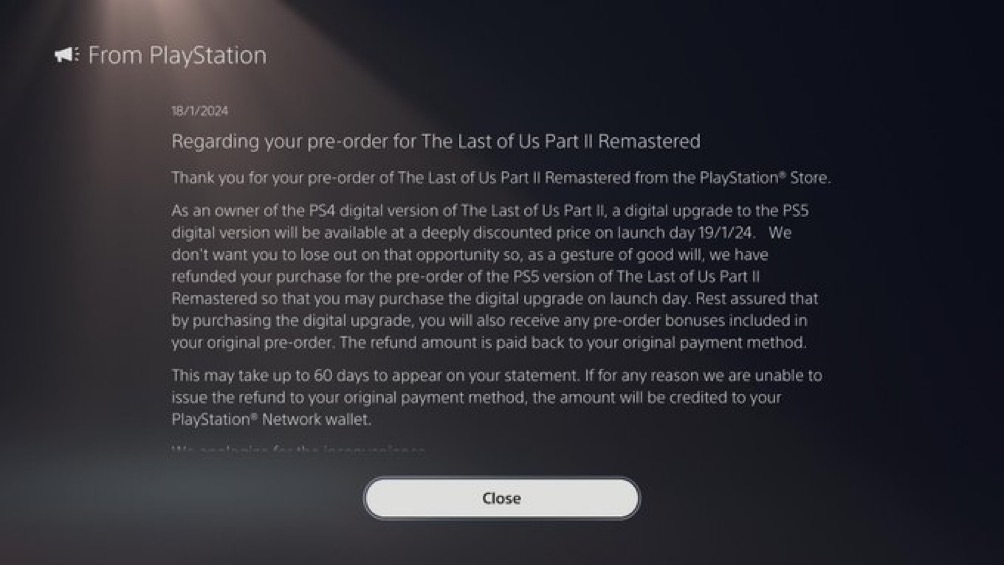 From PlayStation
18/1/2024
Regarding your pre-order for The Last of Us Part II Remastered
Thank you for your pre-order of The Last of Us Part II Remastered from the PlayStation® Store.
As an owner of the PS4 digital version of The Last of Us Part II, a digital upgrade to the PS5
digital version will be available at a deeply discounted price on launch day 19/1/24.   We
don't want you to lose out on that opportunity so, as a gesture of good will, we have
refunded your purchase for the pre-order of the PS5 version of The Last of Us Part II
Remastered so that you may purchase the digital upgrade on launch day. Rest assured that
by purchasing the digital upgrade, you will also receive any pre-order bonuses included in
your original pre-order. The refund amount is paid back to your original payment method.
This may take up to 60 days to appear on your statement. If for any reason we are unable to
issue the refund to your original payment method, the amount will be credited to your
PlayStation® Network wallet.
We apologise for the inconvenience
Close